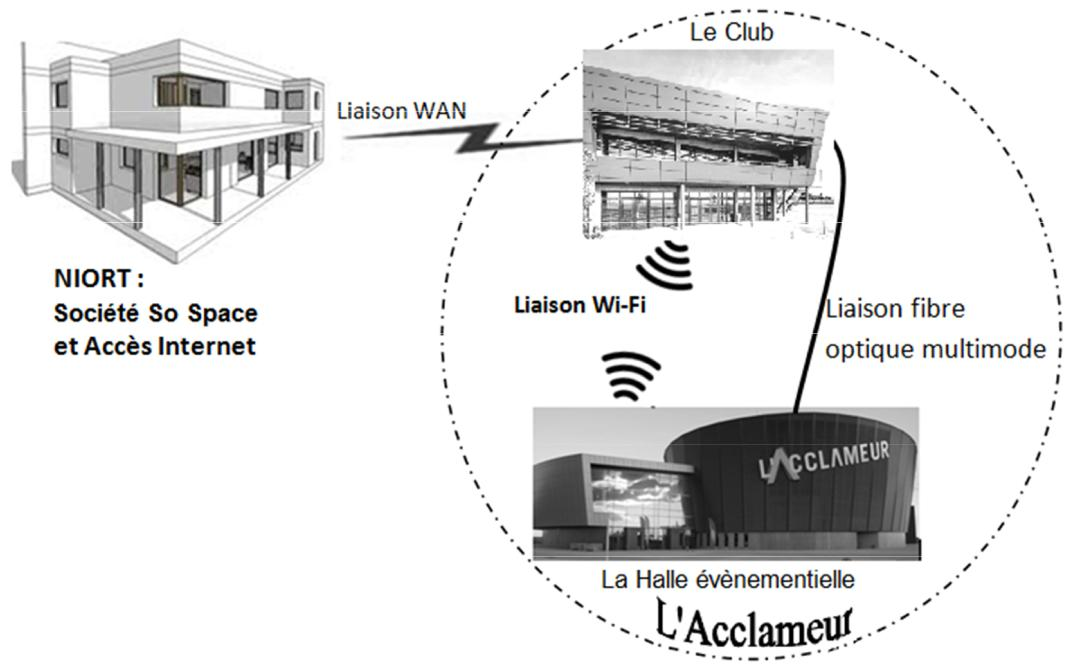 Le Club
Liaison WAN
NIORT :
Société So Space
et Accès Internet
Liaison Wi-Fi
Liaison fibre
optique multimode
L'ACCLAMEUR
La Halle évènementielle
L'Acclameur